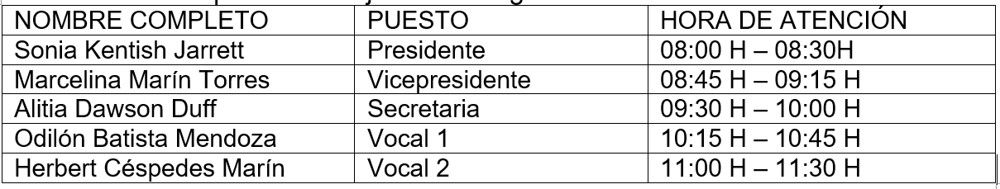 NOMBRE COMPLETO PUESTO HORA DE ATENCIÓN
Sonia Kentish Jarrett Presidente 08:00 H – 08:30H
Marcelina Marín Torres Vicepresidente 08:45 H – 09:15 H
Alitia Dawson Duff Secretaria 09:30 H – 10:00 H
Odilón Batista Mendoza Vocal 1 10:15 H – 10:45 H
Herbert Céspedes Marín Vocal 2 11:00 H – 11:30 H